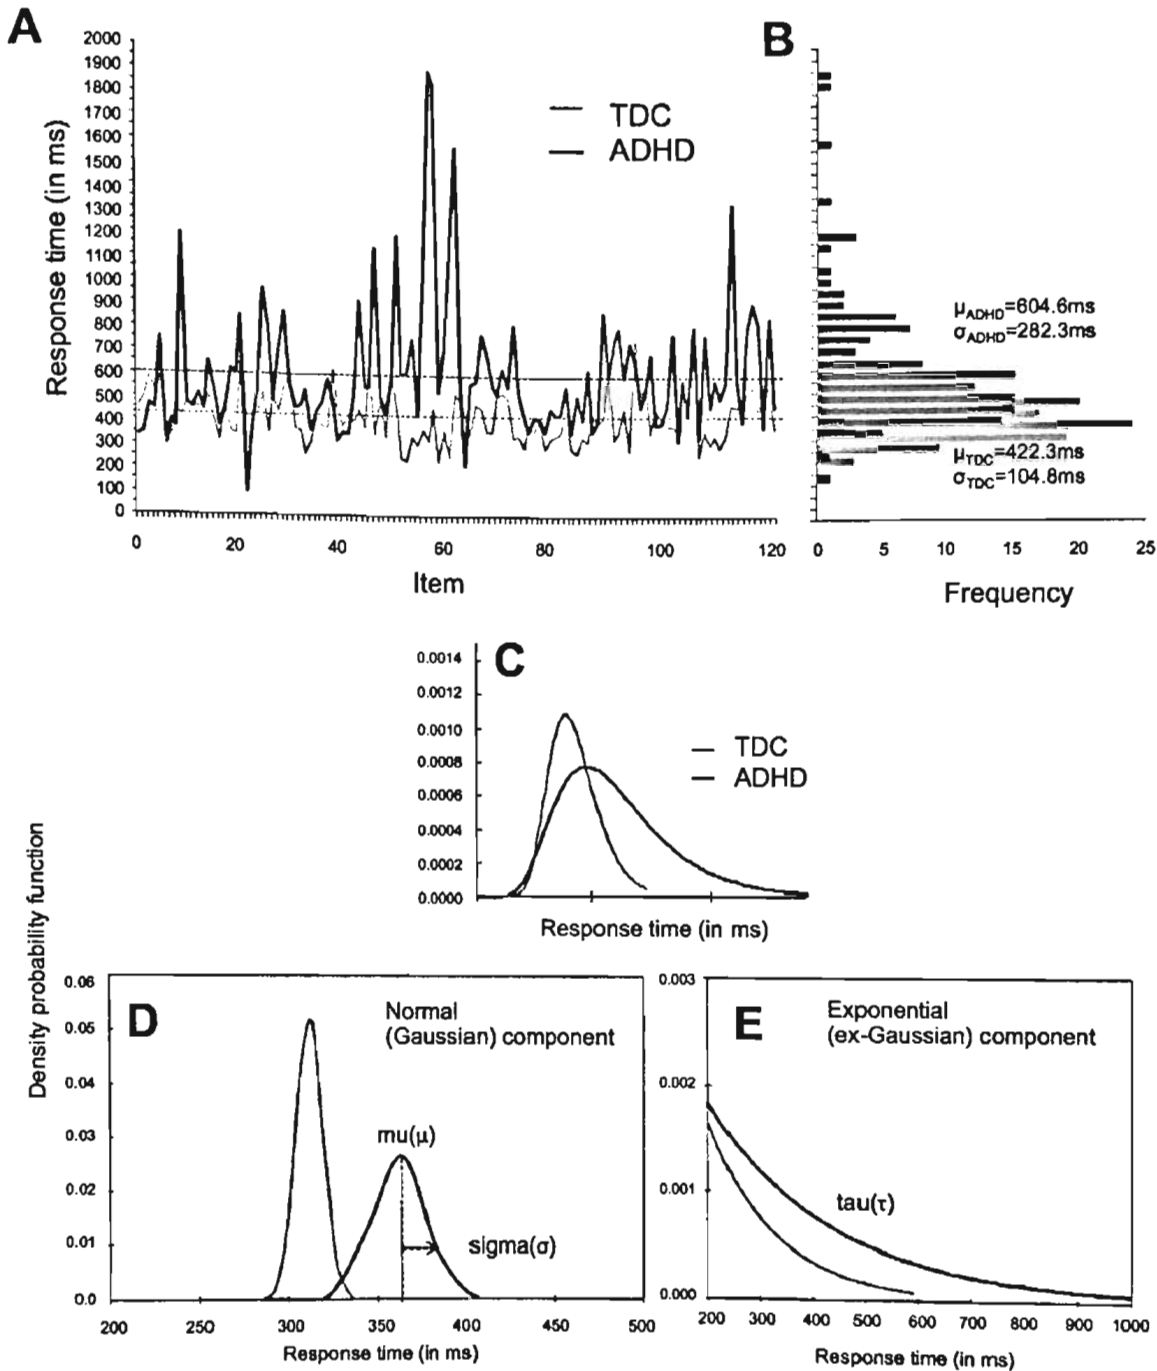 A
2000
1900
1800
1700
1600
1500
1400
1300
1200
1100
1000
900
800
700
600
500
400
300
200
100
0
Response time (in ms)
TDC
ADHD
0 20 40 60 80 100 120
Item
B
μADHD=604.6ms
σADHD=282.3ms
μTDC=422.3ms
σTDC=104.8ms
0 5 10 15 20 25
Frequency
C
0.0014
0.0012
0.0010
0.0008
0.0006
0.0004
0.0002
0.0000
TDC
ADHD
Response time (in ms)
Density probability function
D
0.06
0.05
0.04
0.03
0.02
0.01
0.0
Normal
(Gaussian) component
mu(μ)
sigma(σ)
200 250 300 350 400 450 500
Response time (in ms)
E
0.003
0.002
0.001
0.000
Exponential
(ex-Gaussian) component
tau(τ)
200 300 400 500 600 700 800 900 1000
Response time (in ms)